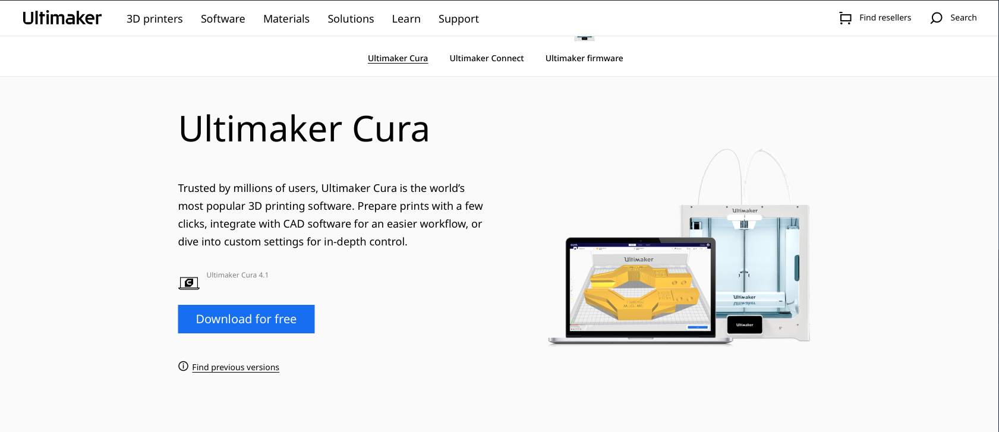 Ultimaker
3D printers
Software
Materials
Solutions
Learn
Support
Find resellers
Search
Ultimaker Cura
Ultimaker Connect
Ultimaker firmware
Ultimaker Cura
Trusted by millions of users, Ultimaker Cura is the world’s
most popular 3D printing software. Prepare prints with a few
clicks, integrate with CAD software for an easier workflow, or
dive into custom settings for in-depth control.
Ultimaker Cura 4.1
Download for free
Find previous versions
Ultimaker
cura.
Ultimaker
Ultimaker
Ultimaker